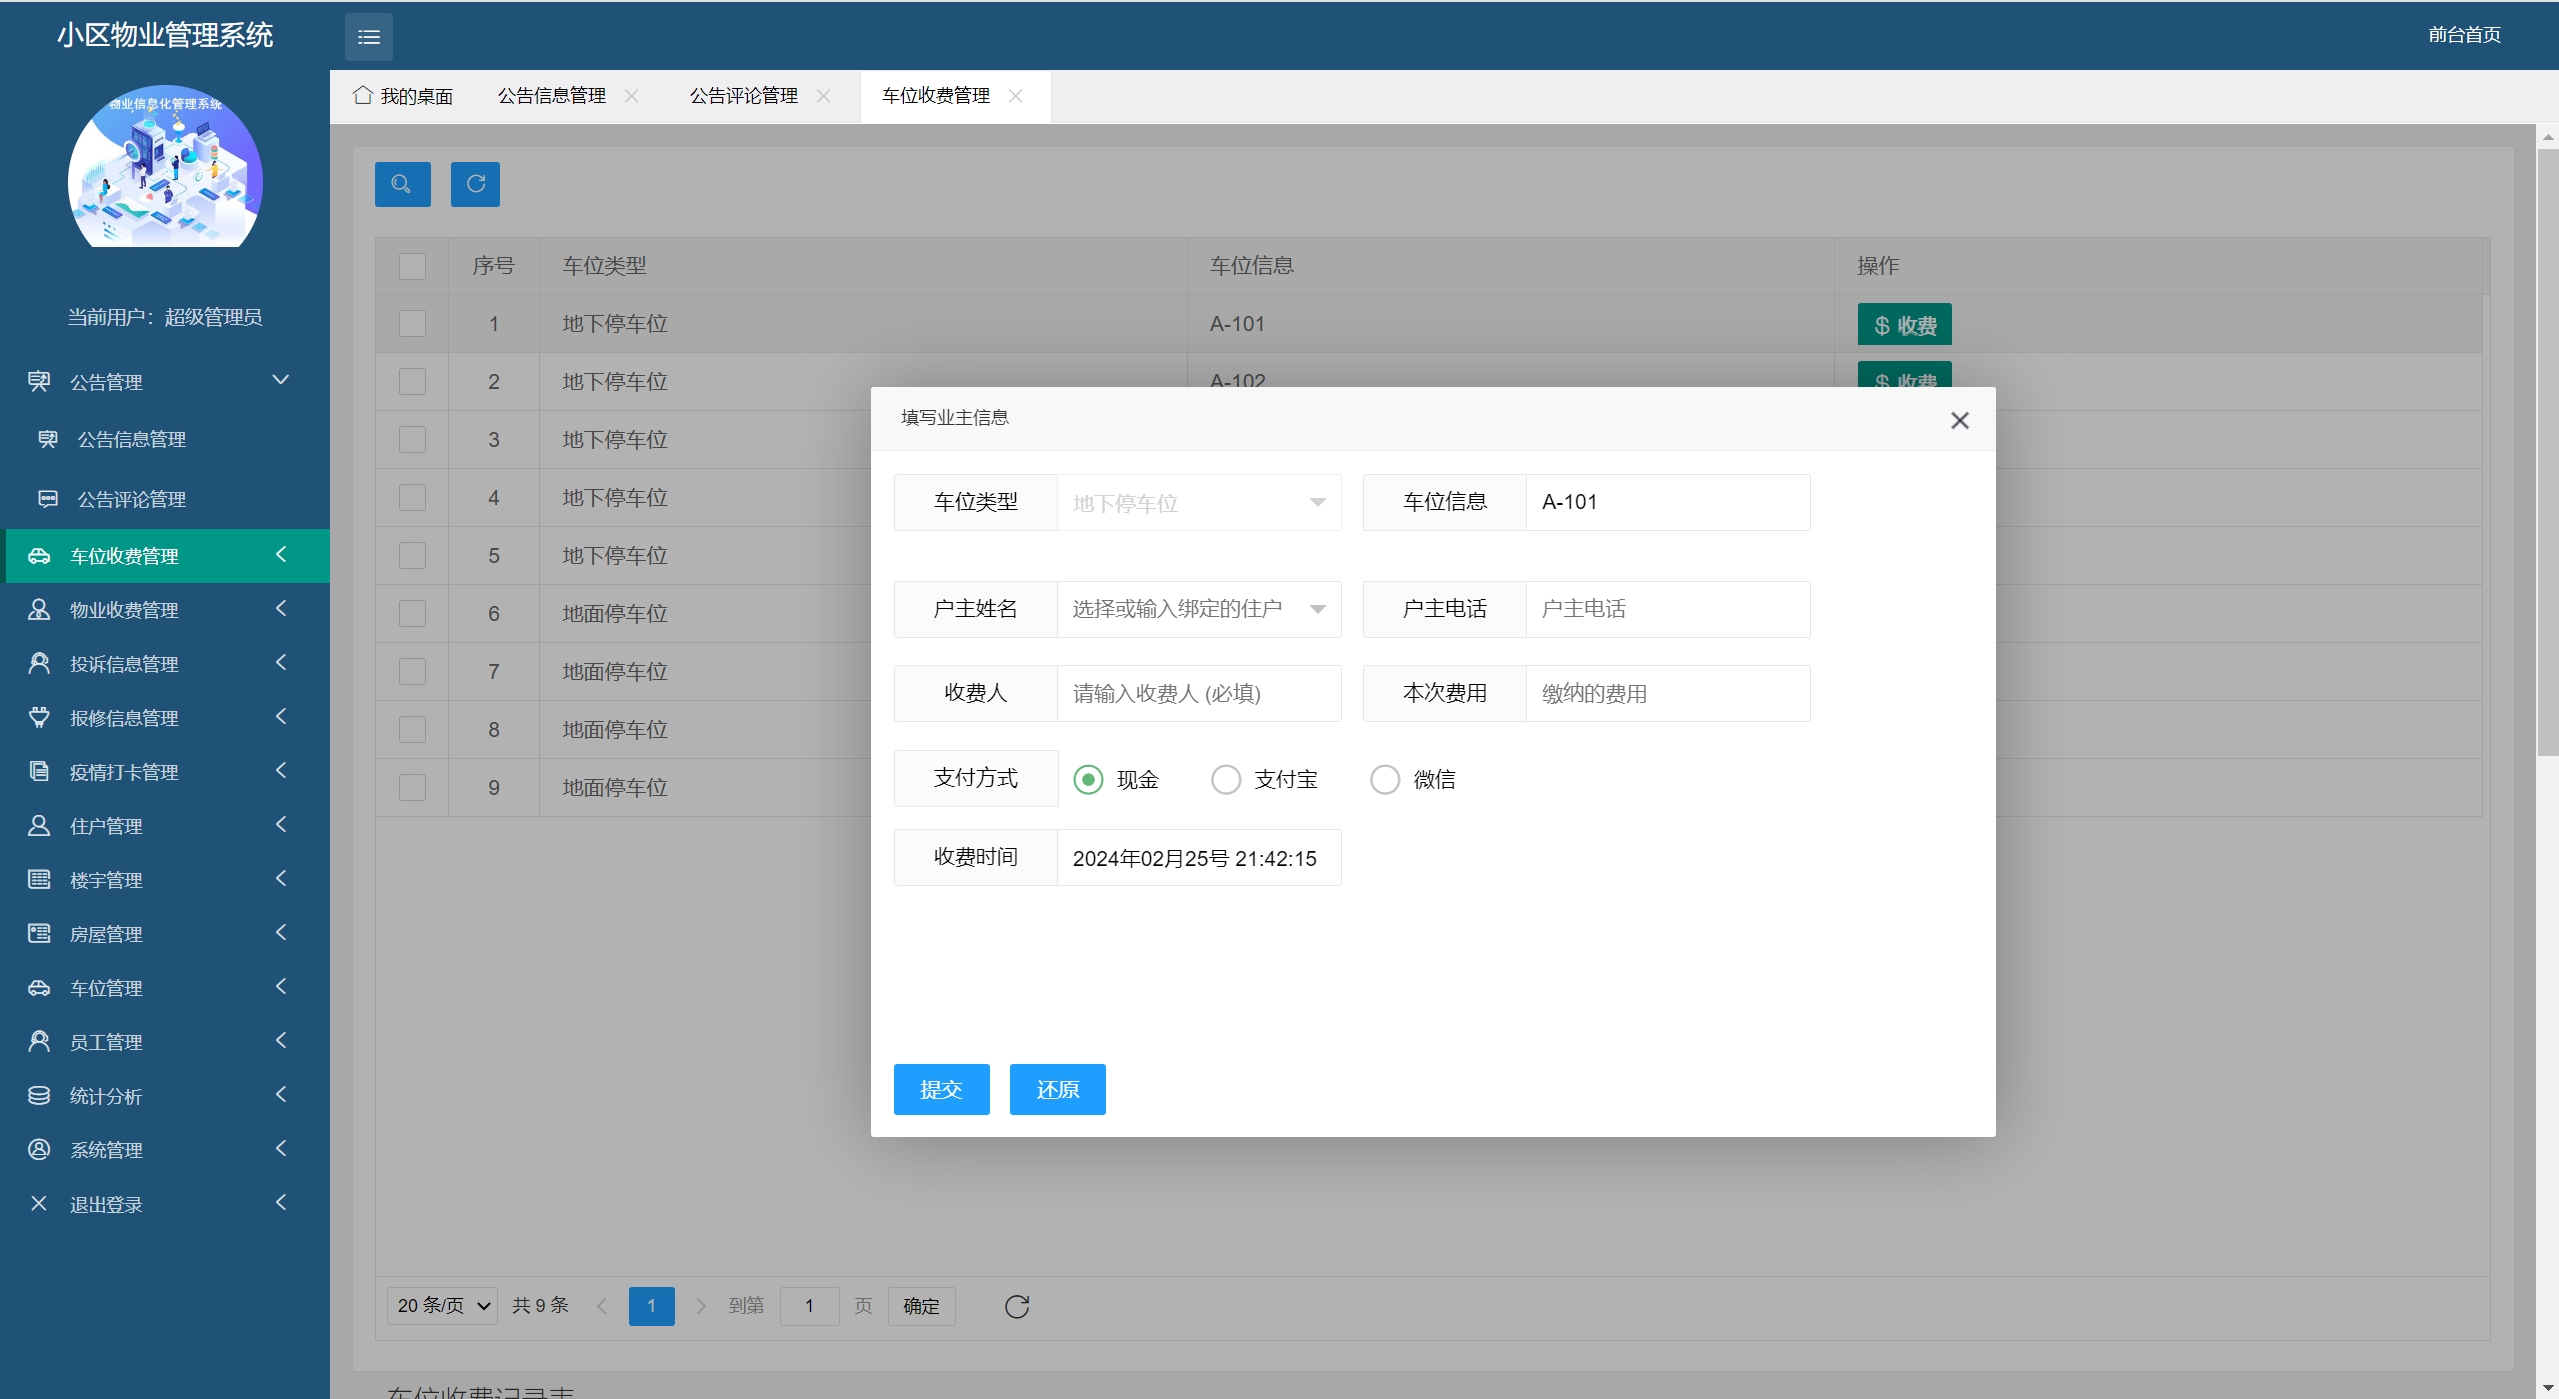 小区物业管理系统
前台首页
物业信息化管理系统
当前用户：超级管理员
公告管理
公告信息管理
公告评论管理
车位收费管理
物业收费管理
投诉信息管理
报修信息管理
疫情打卡管理
住户管理
楼宇管理
房屋管理
车位管理
员工管理
统计分析
系统管理
退出登录
我的桌面 公告信息管理 公告评论管理 车位收费管理
序号 车位类型 车位信息 操作
1 地下停车位 A-101 $ 收费
2 地下停车位 A-102 $ 收费
3 地下停车位
4 地下停车位
5 地下停车位
6 地面停车位
7 地面停车位
8 地面停车位
9 地面停车位
填写业主信息
车位类型 地下停车位 车位信息 A-101
户主姓名 选择或输入绑定的住户 户主电话 户主电话
收费人 请输入收费人 (必填) 本次费用 缴纳的费用
支付方式 现金 支付宝 微信
收费时间 2024年02月25号 21:42:15
提交 还原
20 条/页 共 9 条 1 到第 1 页 确定
车位收费记录表